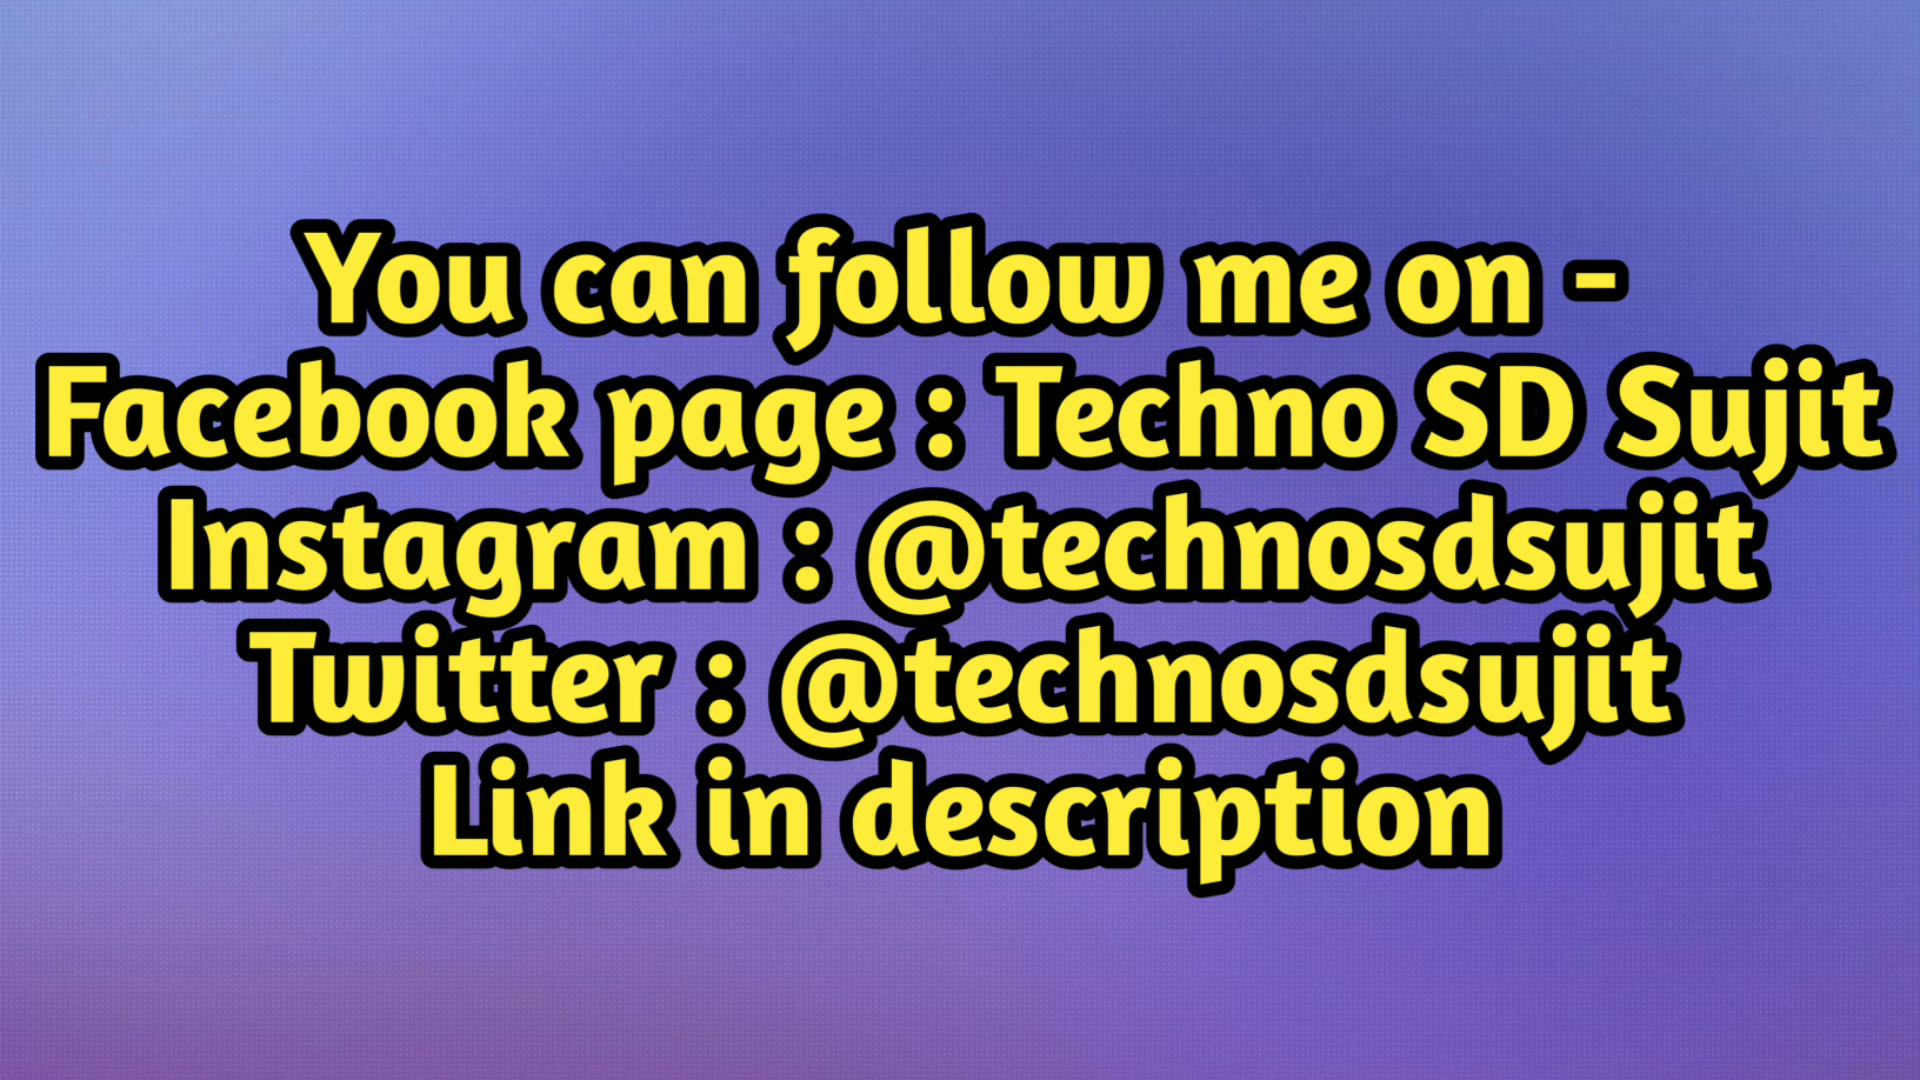 You can follow me on -
Facebook page : Techno SD Sujit
Instagram : @technosdsujit
Twitter : @technosdsujit
Link in description